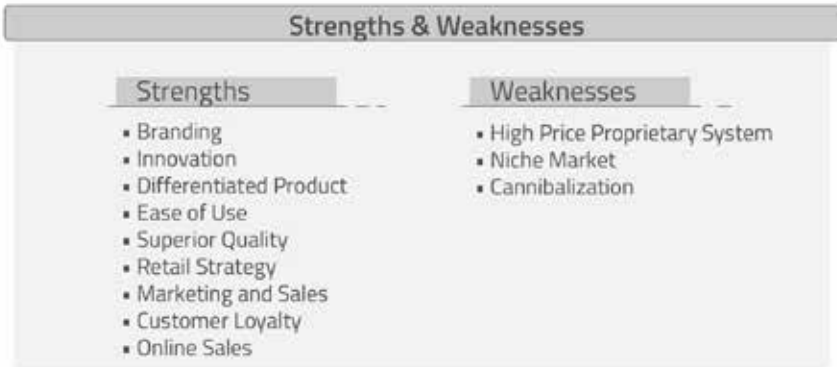 Strengths & Weaknesses
Strengths
▪ Branding
▪ Innovation
▪ Differentiated Product
▪ Ease of Use
▪ Superior Quality
▪ Retail Strategy
▪ Marketing and Sales
▪ Customer Loyalty
▪ Online Sales
Weaknesses
▪ High Price Proprietary System
▪ Niche Market
▪ Cannibalization